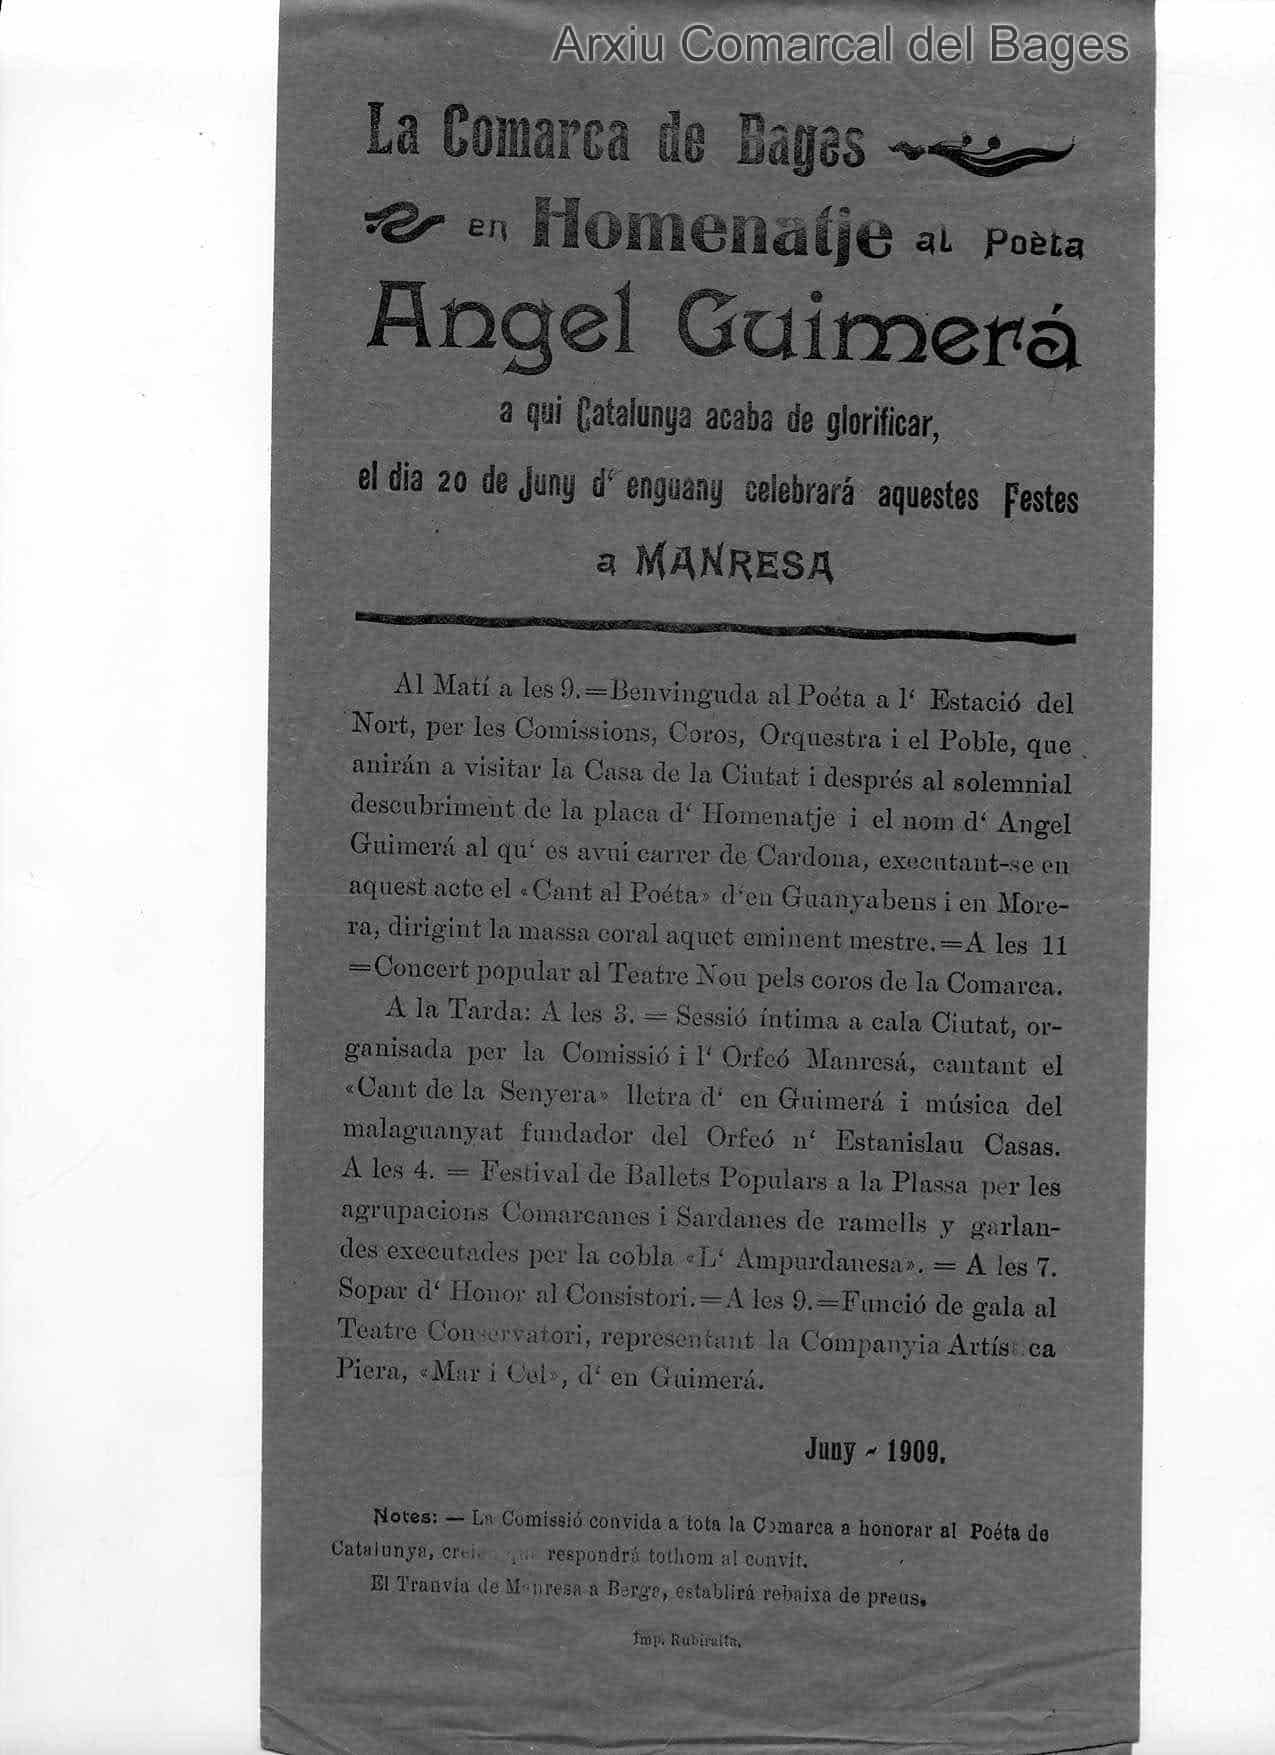 Arxiu Comarcal del Bages
La Comarca de Bages
en Homenatje al Poèta
Angel Guimerá
a qui Catalunya acaba de glorificar,
el dia 20 de Juny d‘ enguany celebrará aquestes Festes
a MANRESA
Al Matí a les 9.=Benvinguda al Poéta a l‘ Estació del
Nort, per les Comissions, Coros, Orquestra i el Poble, que
anirán a visitar la Casa de la Ciutat i després al solemnial
descubriment de la placa d‘ Homenatje i el nom d‘ Angel
Guimerá al qu‘ es avui carrer de Cardona, executant-se en
aquest acte el «Cant al Poéta» d‘en Guanyabens i en More-
ra, dirigint la massa coral aquet eminent mestre.=A les 11
=Concert popular al Teatre Nou pels coros de la Comarca.
A la Tarda: A les 3. = Sessió íntima a cala Ciutat, or-
ganisada per la Comissió i l‘ Orfeó Manresá, cantant el
«Cant de la Senyera» lletra d‘ en Guimerá i música del
malaguanyat fundador del Orfeó n‘ Estanislau Casas.
A les 4. = Festival de Ballets Populars a la Plassa per les
agrupacions Comarcanes i Sardanes de ramells y garlan-
des executades per la cobla «L‘ Ampurdanesa». = A les 7.
Sopar d‘ Honor al Consistori.=A les 9.=Funció de gala al
Teatre Conservatori, representant la Companyia Artística
Piera, «Mar i Cel», d‘ en Guimerá.
Juny - 1909.
Notes: — La Comissió convida a tota la Comarca a honorar al Poéta de
Catalunya, respondrá tothom al convit.
El Tranvia de Manresa a Berga, establirá rebaixa de preus.
Imp. Rubiralta.